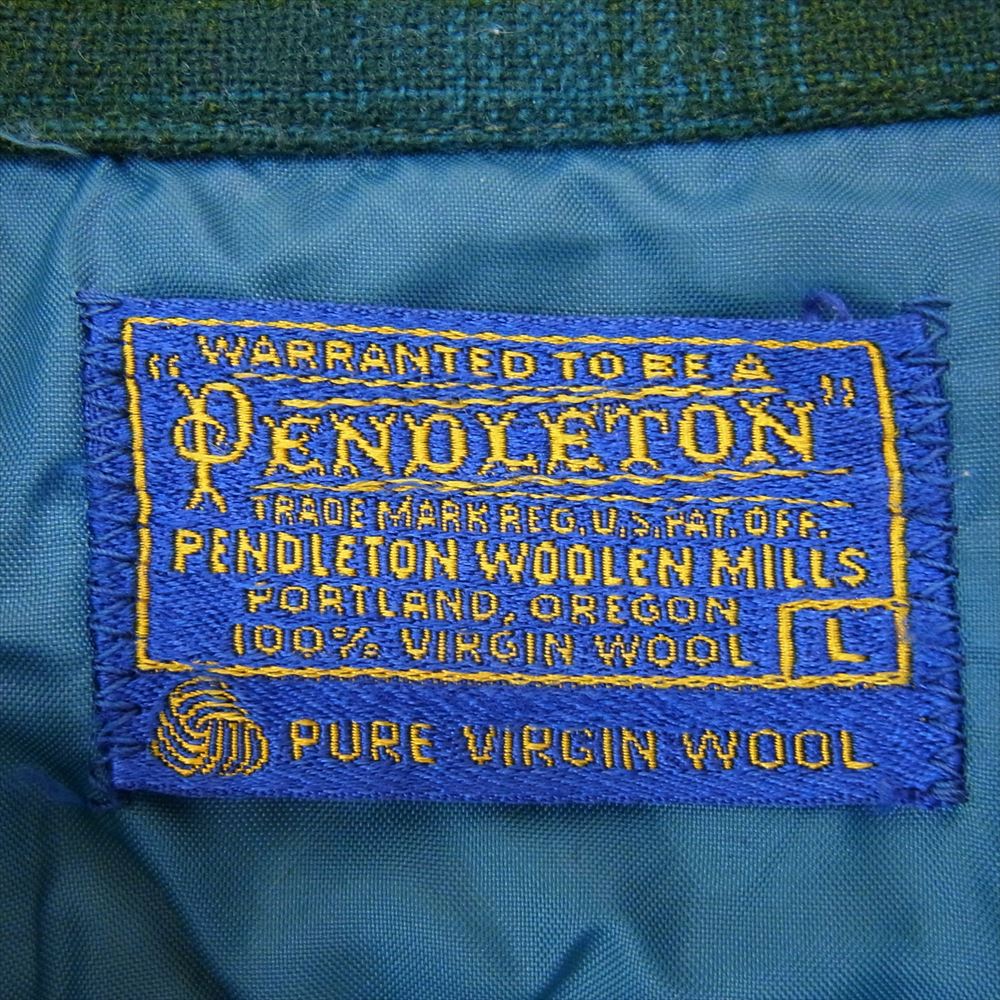 "WARRANTED TO BE A
PENDLETON"
TRADE MARK REG. U.S. PAT. OFF.
PENDLETON WOOLEN MILLS
PORTLAND, OREGON
100% VIRGIN WOOL L
PURE VIRGIN WOOL